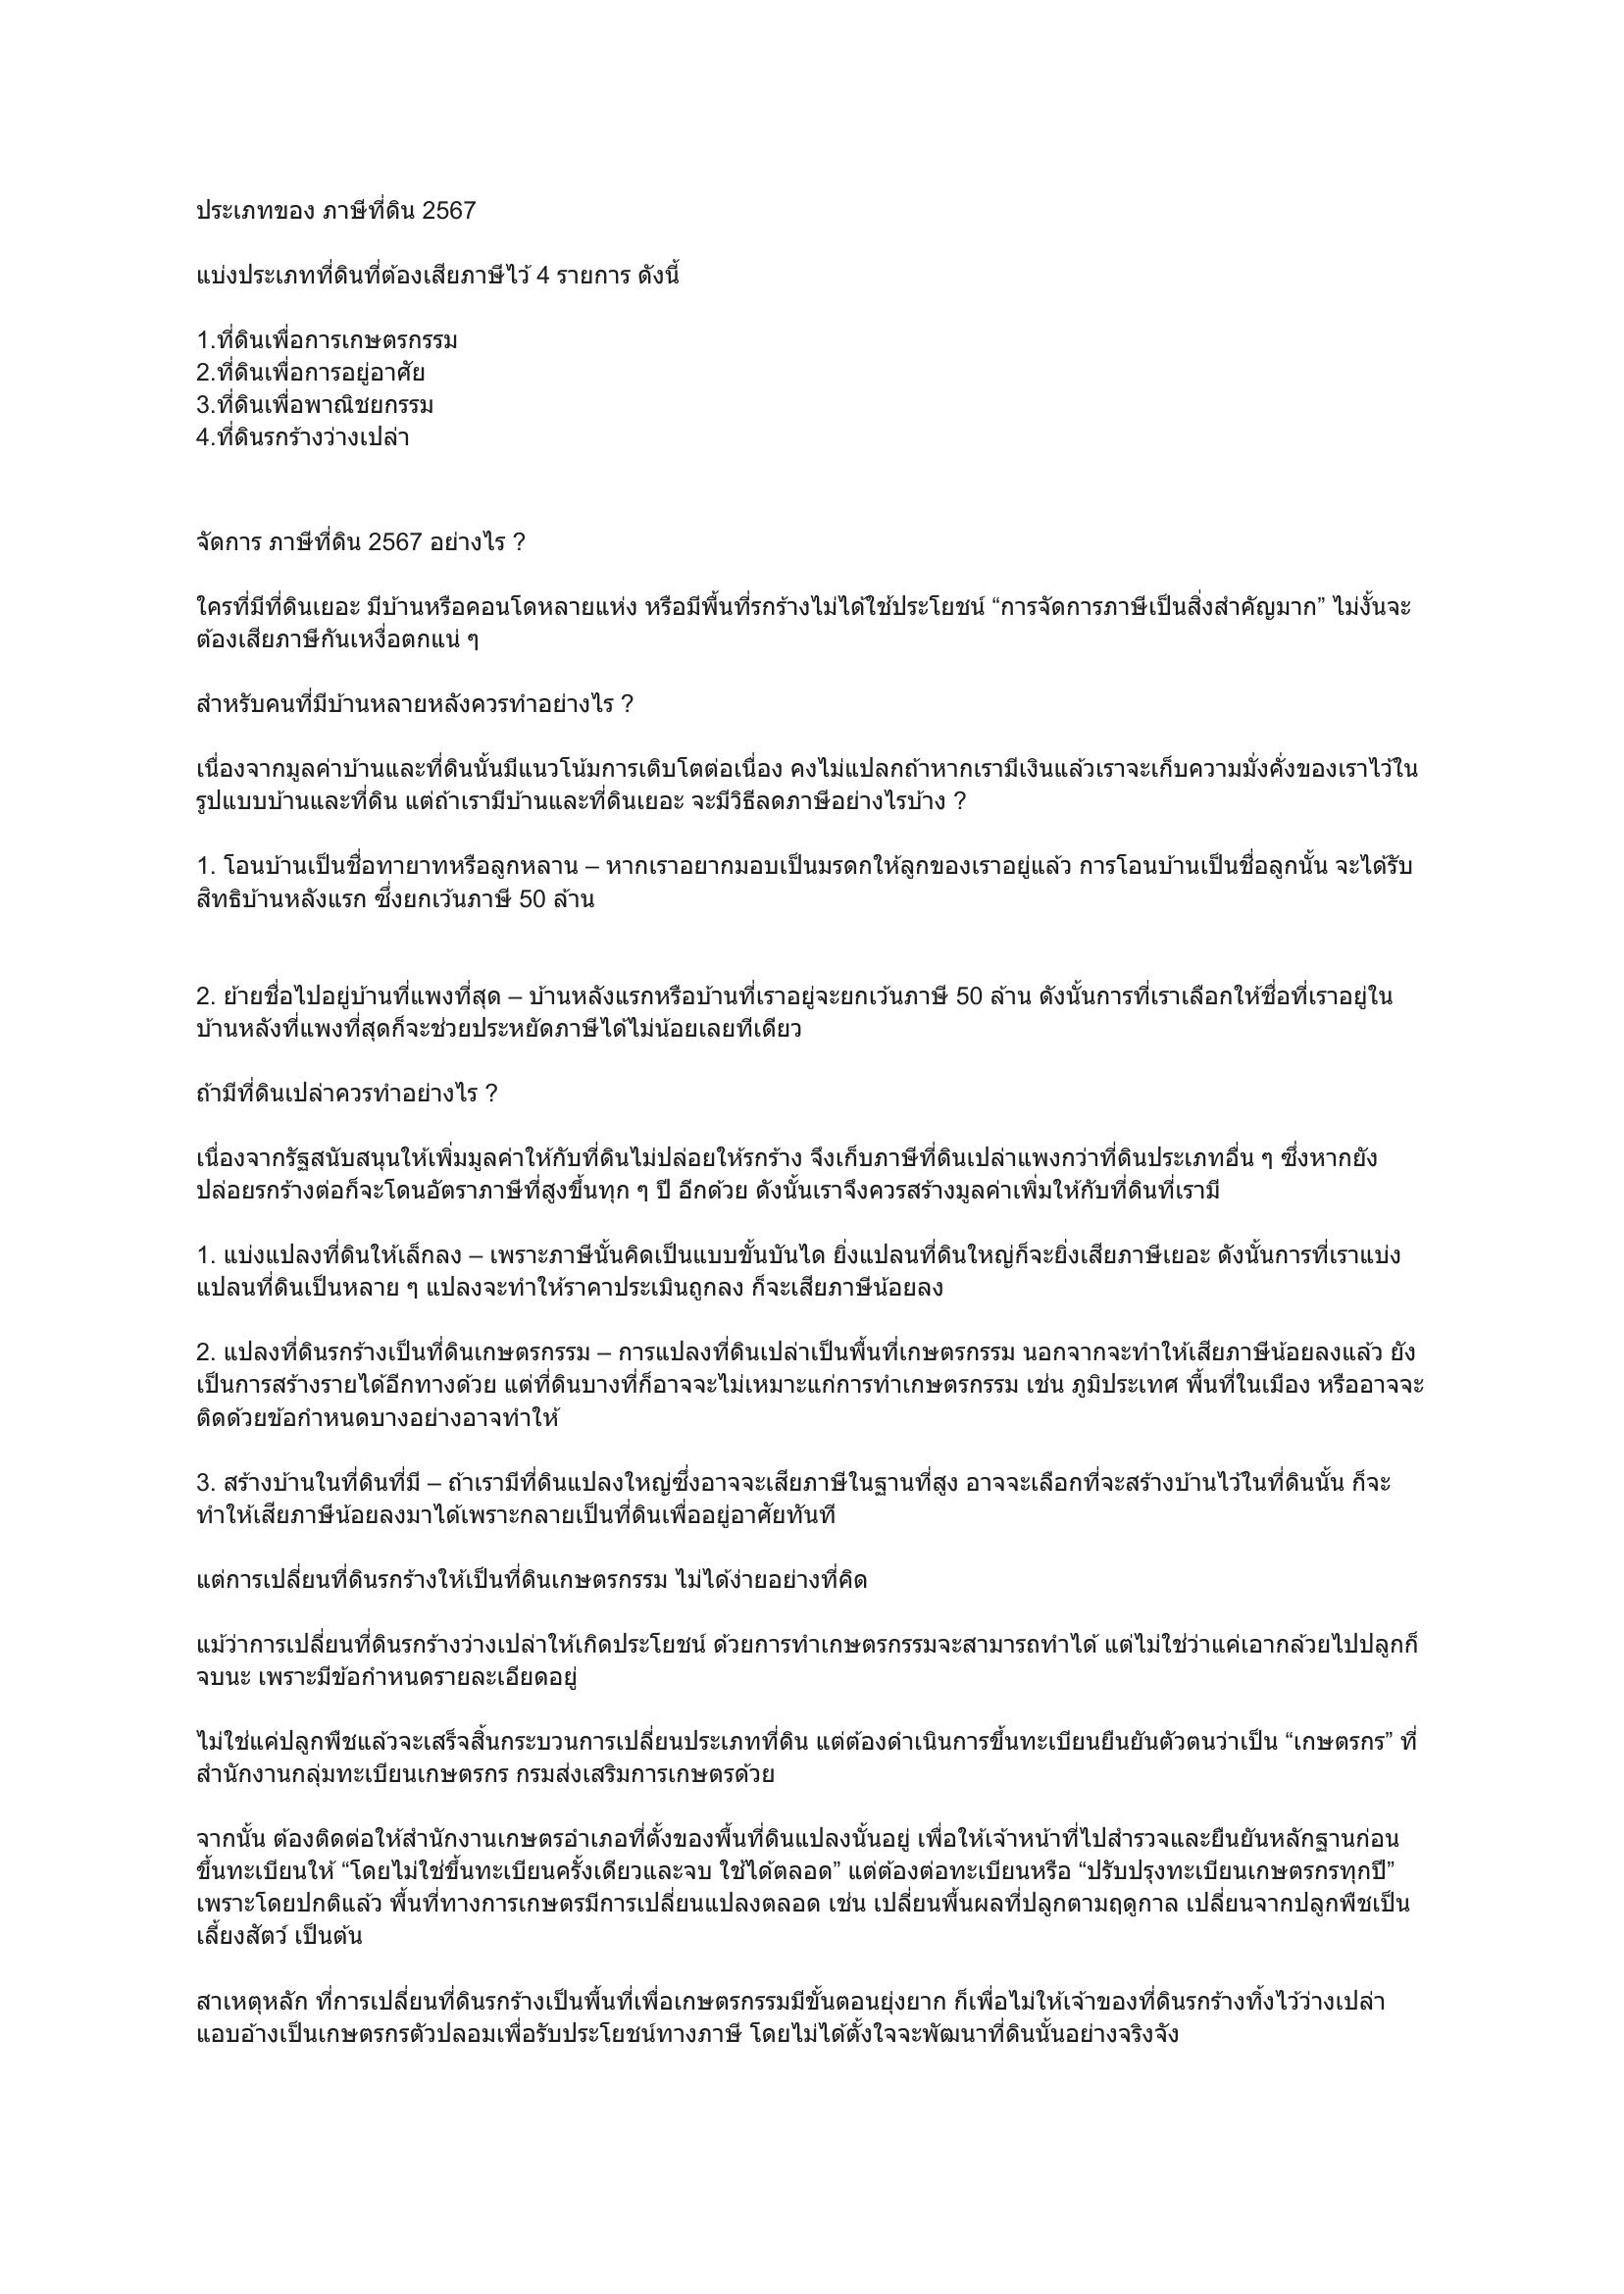 ประเภทของ ภาษีที่ดิน 2567
แบ่งประเภทที่ดินที่ต้องเสียภาษีไว้ 4 รายการ ดังนี้
1.ที่ดินเพื่อการเกษตรกรรม
2.ที่ดินเพื่อการอยู่อาศัย
3.ที่ดินเพื่อพาณิชยกรรม
4.ที่ดินรกร้างว่างเปล่า
จัดการ ภาษีที่ดิน 2567 อย่างไร ?
ใครที่มีที่ดินเยอะ มีบ้านหรือคอนโดหลายแห่ง หรือมีพื้นที่รกร้างไม่ได้ใช้ประโยชน์ “การจัดการภาษีเป็นสิ่งสำคัญมาก” ไม่งั้นจะ
ต้องเสียภาษีกันเหงื่อตกแน่ ๆ
สำหรับคนที่มีบ้านหลายหลังควรทำอย่างไร ?
เนื่องจากมูลค่าบ้านและที่ดินนั้นมีแนวโน้มการเติบโตต่อเนื่อง คงไม่แปลกถ้าหากเรามีเงินแล้วเราจะเก็บความมั่งคั่งของเราไว้ใน
รูปแบบบ้านและที่ดิน แต่ถ้าเรามีบ้านและที่ดินเยอะ จะมีวิธีลดภาษีอย่างไรบ้าง ?
1. โอนบ้านเป็นชื่อทายาทหรือลูกหลาน – หากเราอยากมอบเป็นมรดกให้ลูกของเราอยู่แล้ว การโอนบ้านเป็นชื่อลูกนั้น จะได้รับ
สิทธิบ้านหลังแรก ซึ่งยกเว้นภาษี 50 ล้าน
2. ย้ายชื่อไปอยู่บ้านที่แพงที่สุด – บ้านหลังแรกหรือบ้านที่เราอยู่จะยกเว้นภาษี 50 ล้าน ดังนั้นการที่เราเลือกให้ชื่อที่เราอยู่ใน
บ้านหลังที่แพงที่สุดก็จะช่วยประหยัดภาษีได้ไม่น้อยเลยทีเดียว
ถ้ามีที่ดินเปล่าควรทำอย่างไร ?
เนื่องจากรัฐสนับสนุนให้เพิ่มมูลค่าให้กับที่ดินไม่ปล่อยให้รกร้าง จึงเก็บภาษีที่ดินเปล่าแพงกว่าที่ดินประเภทอื่น ๆ ซึ่งหากยัง
ปล่อยรกร้างต่อก็จะโดนอัตราภาษีที่สูงขึ้นทุก ๆ ปี อีกด้วย ดังนั้นเราจึงควรสร้างมูลค่าเพิ่มให้กับที่ดินที่เรามี
1. แบ่งแปลงที่ดินให้เล็กลง – เพราะภาษีนั้นคิดเป็นแบบขั้นบันได ยิ่งแปลนที่ดินใหญ่ก็จะยิ่งเสียภาษีเยอะ ดังนั้นการที่เราแบ่ง
แปลนที่ดินเป็นหลาย ๆ แปลงจะทำให้ราคาประเมินถูกลง ก็จะเสียภาษีน้อยลง
2. แปลงที่ดินรกร้างเป็นที่ดินเกษตรกรรม – การแปลงที่ดินเปล่าเป็นพื้นที่เกษตรกรรม นอกจากจะทำให้เสียภาษีน้อยลงแล้ว ยัง
เป็นการสร้างรายได้อีกทางด้วย แต่ที่ดินบางที่ก็อาจจะไม่เหมาะแก่การทำเกษตรกรรม เช่น ภูมิประเทศ พื้นที่ในเมือง หรืออาจจะ
ติดด้วยข้อกำหนดบางอย่างอาจทำให้
3. สร้างบ้านในที่ดินที่มี – ถ้าเรามีที่ดินแปลงใหญ่ซึ่งอาจจะเสียภาษีในฐานที่สูง อาจจะเลือกที่จะสร้างบ้านไว้ในที่ดินนั้น ก็จะ
ทำให้เสียภาษีน้อยลงมาได้เพราะกลายเป็นที่ดินเพื่ออยู่อาศัยทันที
แต่การเปลี่ยนที่ดินรกร้างให้เป็นที่ดินเกษตรกรรม ไม่ได้ง่ายอย่างที่คิด
แม้ว่าการเปลี่ยนที่ดินรกร้างว่างเปล่าให้เกิดประโยชน์ ด้วยการทำเกษตรกรรมจะสามารถทำได้ แต่ไม่ใช่ว่าแค่เอากล้วยไปปลูกก็
จบนะ เพราะมีข้อกำหนดรายละเอียดอยู่
ไม่ใช่แค่ปลูกพืชแล้วจะเสร็จสิ้นกระบวนการเปลี่ยนประเภทที่ดิน แต่ต้องดำเนินการขึ้นทะเบียนยืนยันตัวตนว่าเป็น “เกษตรกร” ที่
สำนักงานกลุ่มทะเบียนเกษตรกร กรมส่งเสริมการเกษตรด้วย
จากนั้น ต้องติดต่อให้สำนักงานเกษตรอำเภอที่ตั้งของพื้นที่ดินแปลงนั้นอยู่ เพื่อให้เจ้าหน้าที่ไปสำรวจและยืนยันหลักฐานก่อน
ขึ้นทะเบียนให้ “โดยไม่ใช่ขึ้นทะเบียนครั้งเดียวและจบ ใช้ได้ตลอด” แต่ต้องต่อทะเบียนหรือ “ปรับปรุงทะเบียนเกษตรกรทุกปี”
เพราะโดยปกติแล้ว พื้นที่ทางการเกษตรมีการเปลี่ยนแปลงตลอด เช่น เปลี่ยนพื้นผลที่ปลูกตามฤดูกาล เปลี่ยนจากปลูกพืชเป็น
เลี้ยงสัตว์ เป็นต้น
สาเหตุหลัก ที่การเปลี่ยนที่ดินรกร้างเป็นพื้นที่เพื่อเกษตรกรรมมีขั้นตอนยุ่งยาก ก็เพื่อไม่ให้เจ้าของที่ดินรกร้างทิ้งไว้ว่างเปล่า
แอบอ้างเป็นเกษตรกรตัวปลอมเพื่อรับประโยชน์ทางภาษี โดยไม่ได้ตั้งใจจะพัฒนาที่ดินนั้นอย่างจริงจัง